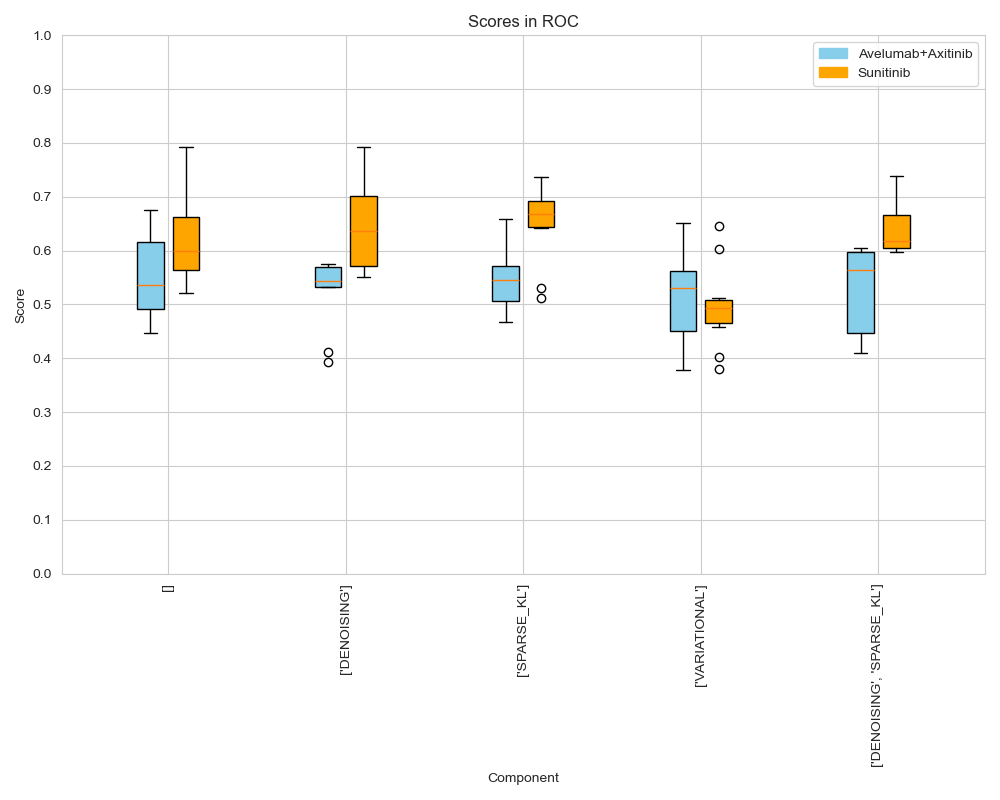 Scores in ROC
Avelumab+Axitinib
Sunitinib
Score
1.0
0.9
0.8
0.7
0.6
0.5
0.4
0.3
0.2
0.1
0.0
[]
['DENOISING']
['SPARSE_KL']
['VARIATIONAL']
['DENOISING', 'SPARSE_KL']
Component